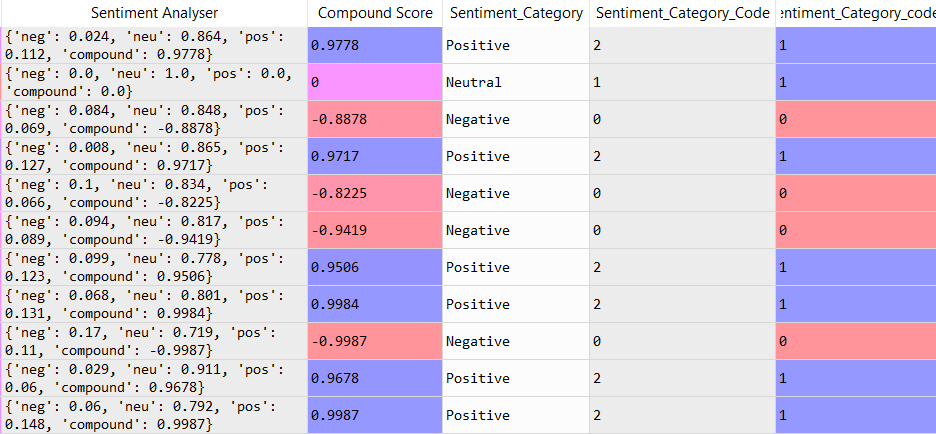 Sentiment Analyser Compound Score Sentiment_Category Sentiment_Category_Code entiment_Category_code
{'neg': 0.024, 'neu': 0.864, 'pos':
0.112, 'compound': 0.9778} 0.9778 Positive 2 1
{'neg': 0.0, 'neu': 1.0, 'pos': 0.0,
'compound': 0.0} 0 Neutral 1 1
{'neg': 0.084, 'neu': 0.848, 'pos':
0.069, 'compound': -0.8878} -0.8878 Negative 0 0
{'neg': 0.008, 'neu': 0.865, 'pos':
0.127, 'compound': 0.9717} 0.9717 Positive 2 1
{'neg': 0.1, 'neu': 0.834, 'pos':
0.066, 'compound': -0.8225} -0.8225 Negative 0 0
{'neg': 0.094, 'neu': 0.817, 'pos':
0.089, 'compound': -0.9419} -0.9419 Negative 0 0
{'neg': 0.099, 'neu': 0.778, 'pos':
0.123, 'compound': 0.9506} 0.9506 Positive 2 1
{'neg': 0.068, 'neu': 0.801, 'pos':
0.131, 'compound': 0.9984} 0.9984 Positive 2 1
{'neg': 0.17, 'neu': 0.719, 'pos':
0.11, 'compound': -0.9987} -0.9987 Negative 0 0
{'neg': 0.029, 'neu': 0.911, 'pos':
0.06, 'compound': 0.9678} 0.9678 Positive 2 1
{'neg': 0.06, 'neu': 0.792, 'pos':
0.148, 'compound': 0.9987} 0.9987 Positive 2 1